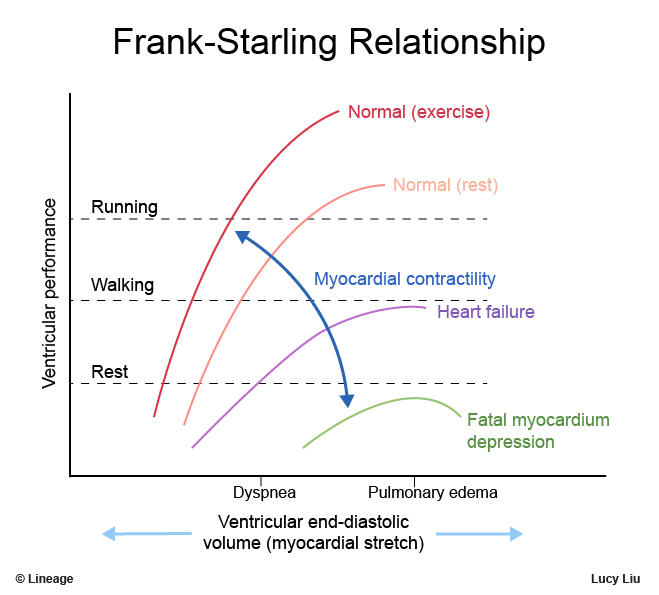 Frank-Starling Relationship
Normal (exercise)
Normal (rest)
Running
Myocardial contractility
Walking
Heart failure
Rest
Fatal myocardium
depression
Ventricular performance
Dyspnea
Pulmonary edema
Ventricular end-diastolic
volume (myocardial stretch)
© Lineage
Lucy Liu